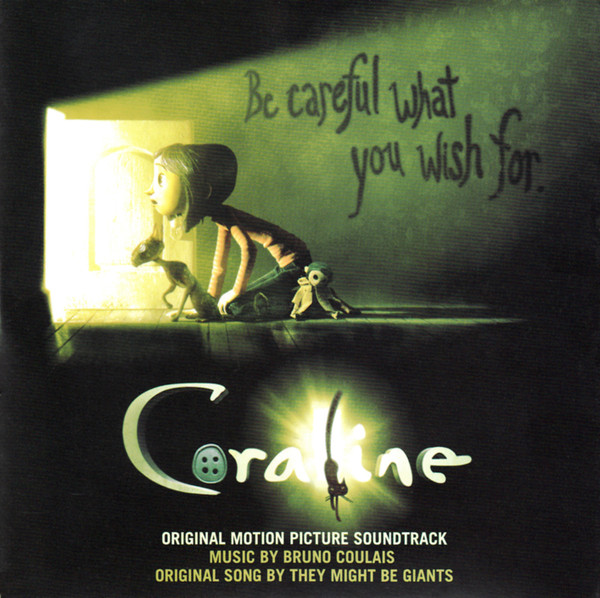 Be careful what
you wish for.
Coraline
ORIGINAL MOTION PICTURE SOUNDTRACK
MUSIC BY BRUNO COULAIS
ORIGINAL SONG BY THEY MIGHT BE GIANTS